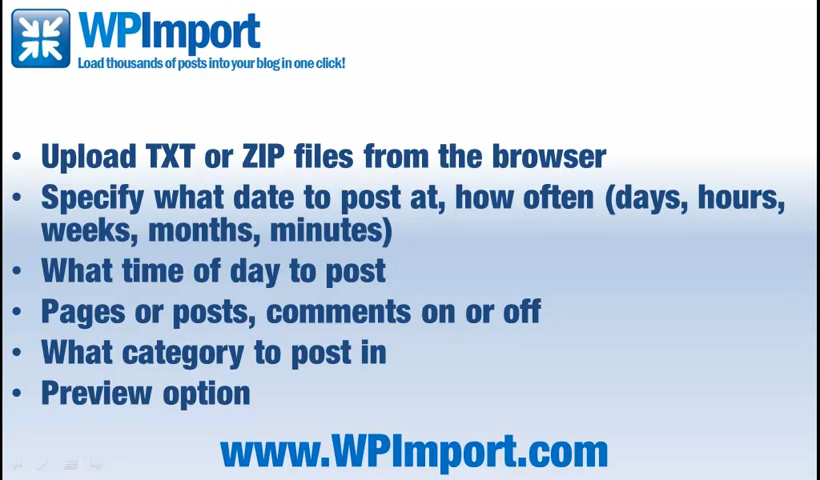 WPImport
Load thousands of posts into your blog in one click!
• Upload TXT or ZIP files from the browser
• Specify what date to post at, how often (days, hours,
weeks, months, minutes)
• What time of day to post
• Pages or posts, comments on or off
• What category to post in
• Preview option
www.WPImport.com